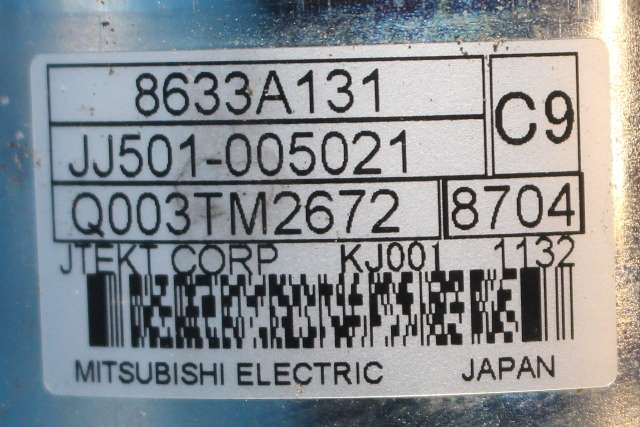 8633A131
C9
JJ501-005021
Q003TM2672 8704
JTEKT CORP KJ001 1132
MITSUBISHI ELECTRIC JAPAN